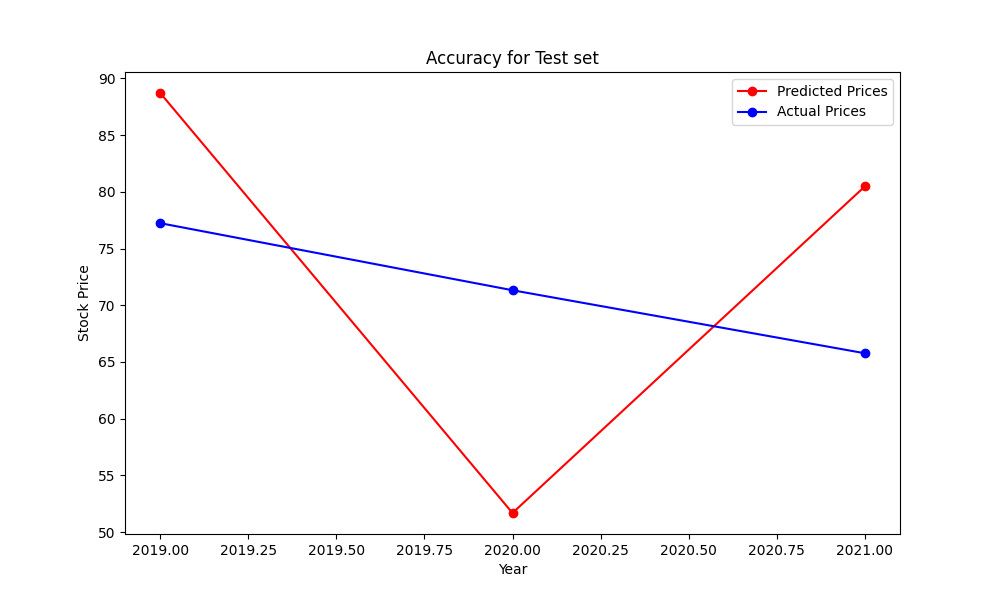 Accuracy for Test set
Predicted Prices
Actual Prices
90
85
80
75
70
65
60
55
50
Stock Price
2019.00 2019.25 2019.50 2019.75 2020.00 2020.25 2020.50 2020.75 2021.00
Year